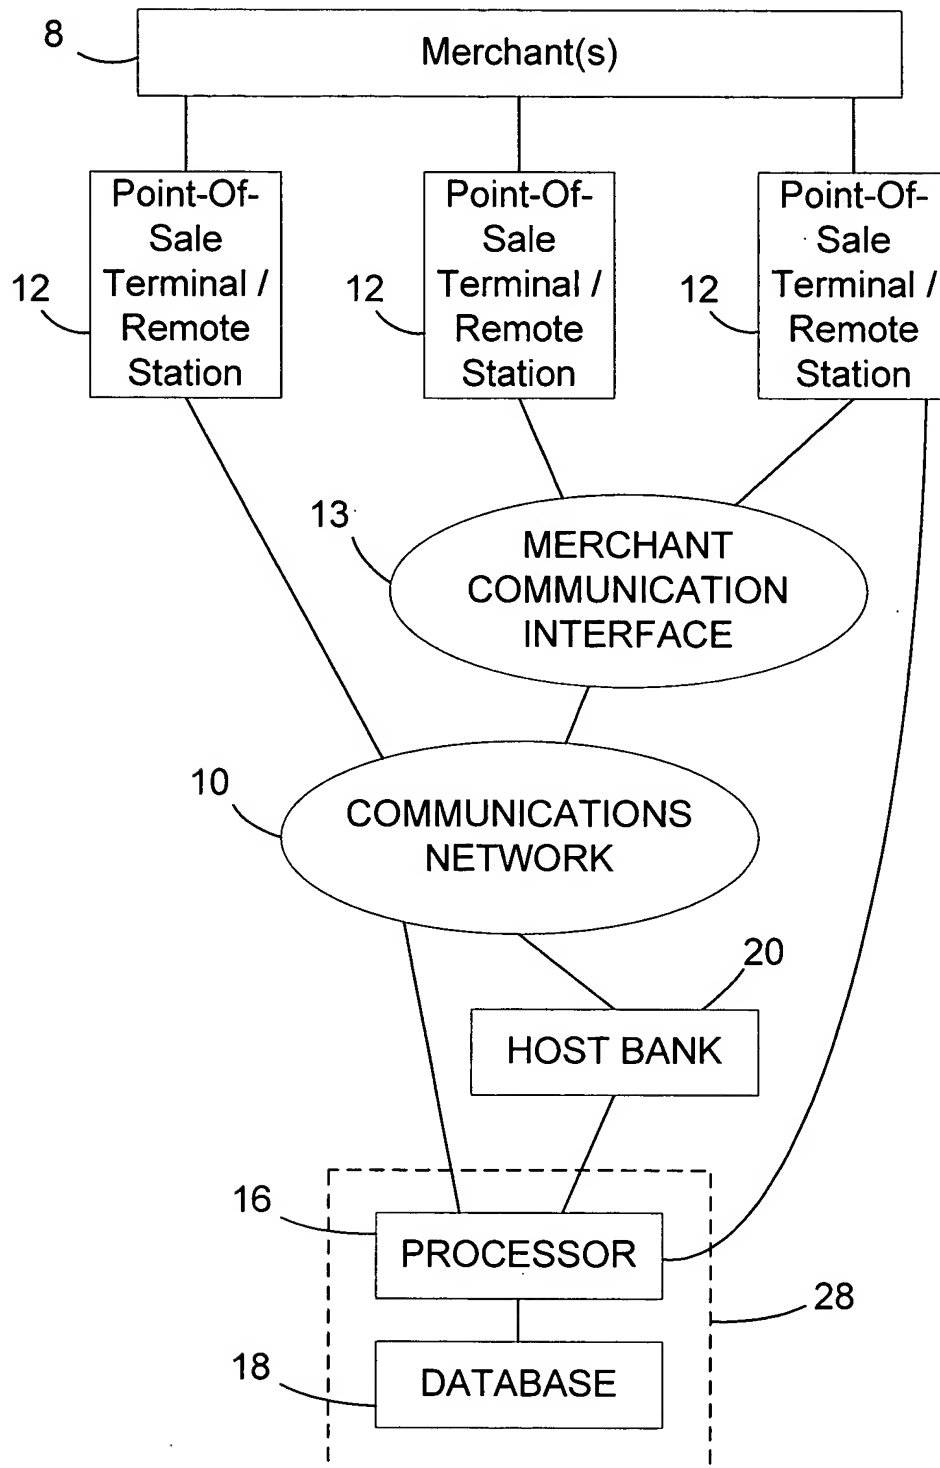 8
Merchant(s)
Point-Of-
Sale
Terminal /
Remote
Station
Point-Of-
Sale
Terminal /
Remote
Station
Point-Of-
Sale
Terminal /
Remote
Station
12
12
12
13
MERCHANT
COMMUNICATION
INTERFACE
10
COMMUNICATIONS
NETWORK
20
HOST BANK
16
PROCESSOR
28
18
DATABASE